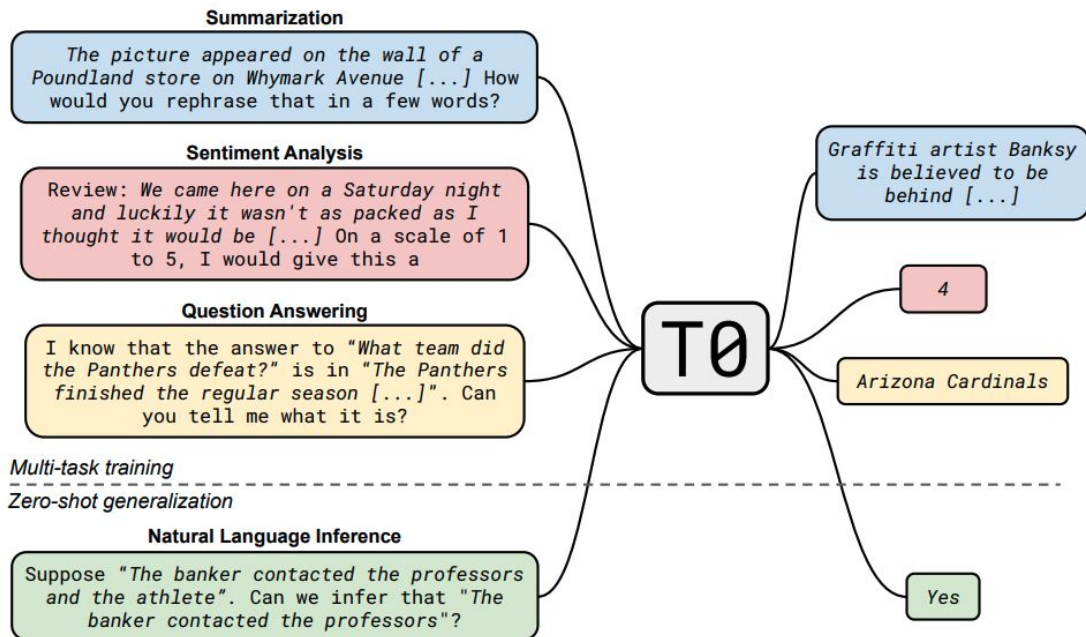 Summarization
The picture appeared on the wall of a
Poundland store on Whymark Avenue [...] How
would you rephrase that in a few words?
Sentiment Analysis
Review: We came here on a Saturday night
and luckily it wasn't as packed as I
thought it would be [...] On a scale of 1
to 5, I would give this a
Question Answering
I know that the answer to “What team did
the Panthers defeat?” is in “The Panthers
finished the regular season [...]”. Can
you tell me what it is?
Multi-task training
Zero-shot generalization
Natural Language Inference
Suppose “The banker contacted the professors
and the athlete”. Can we infer that "The
banker contacted the professors"?
T0
Graffiti artist Banksy
is believed to be
behind [...]
4
Arizona Cardinals
Yes